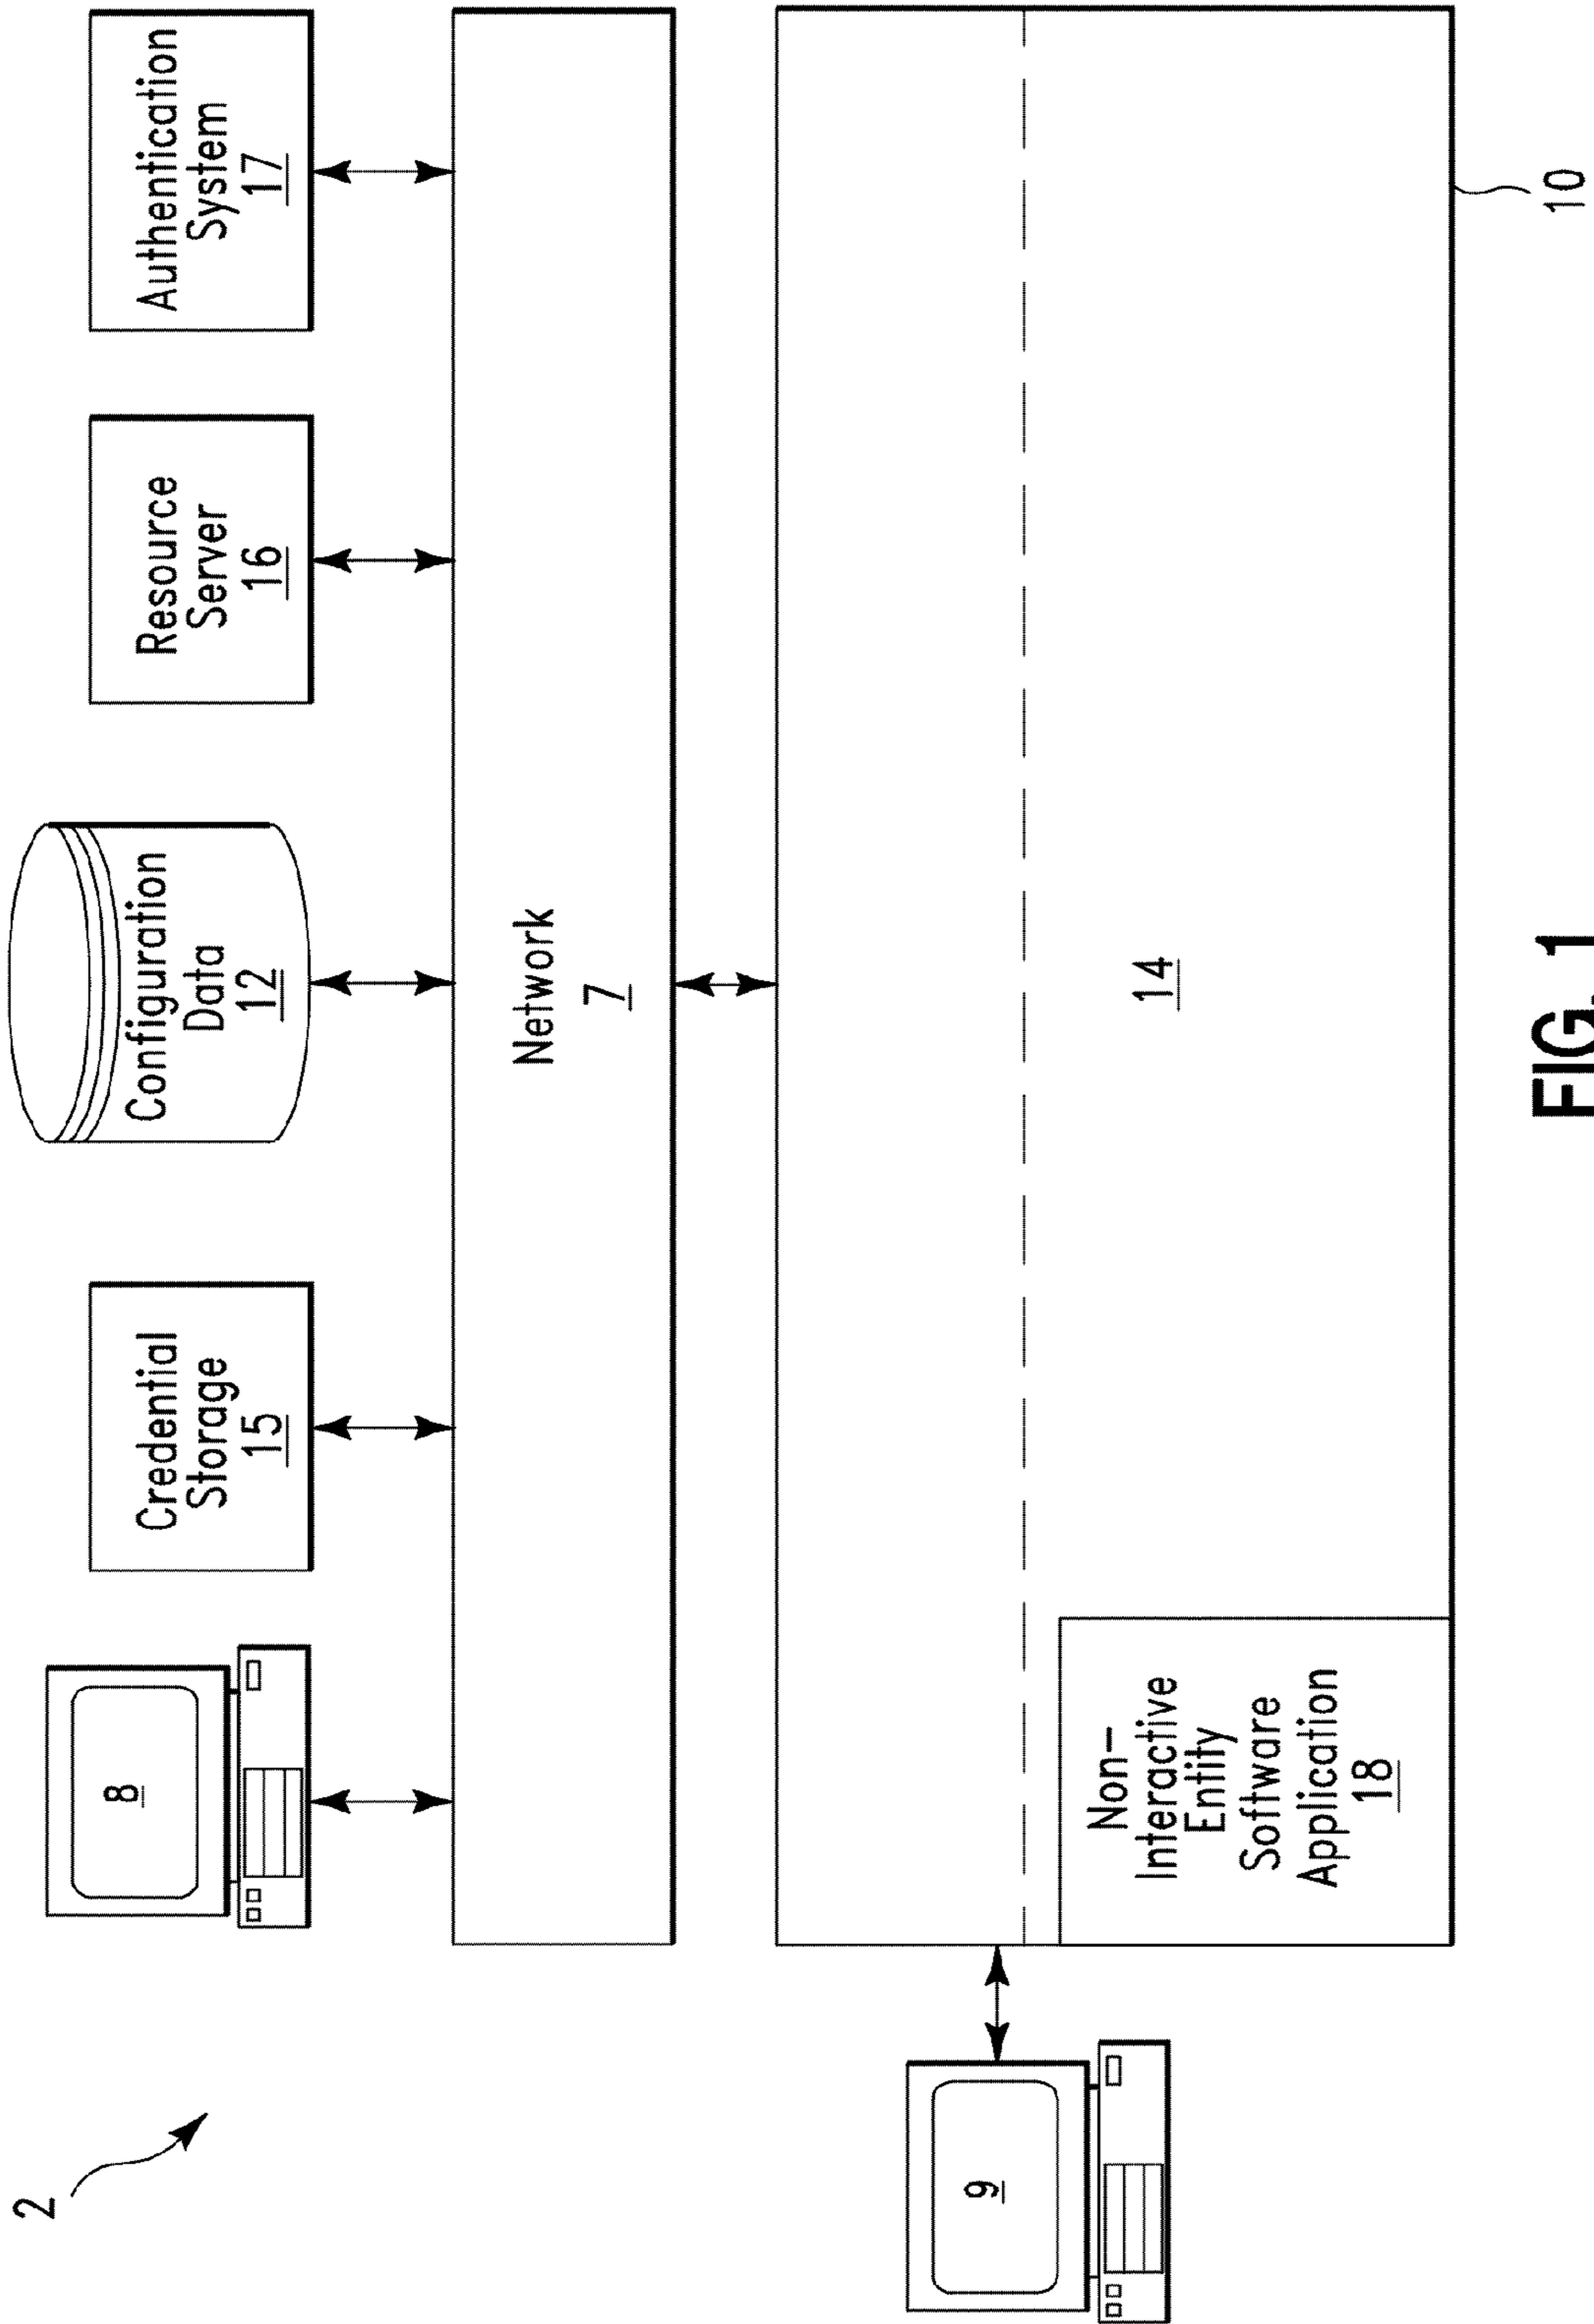 2
8
Credential
Storage
15
Configuration
Data
12
Resource
Server
16
Authentication
System
17
Network
7
9
14
Non-
Interactive
Entity
Software
Application
18
10
FIG. 1